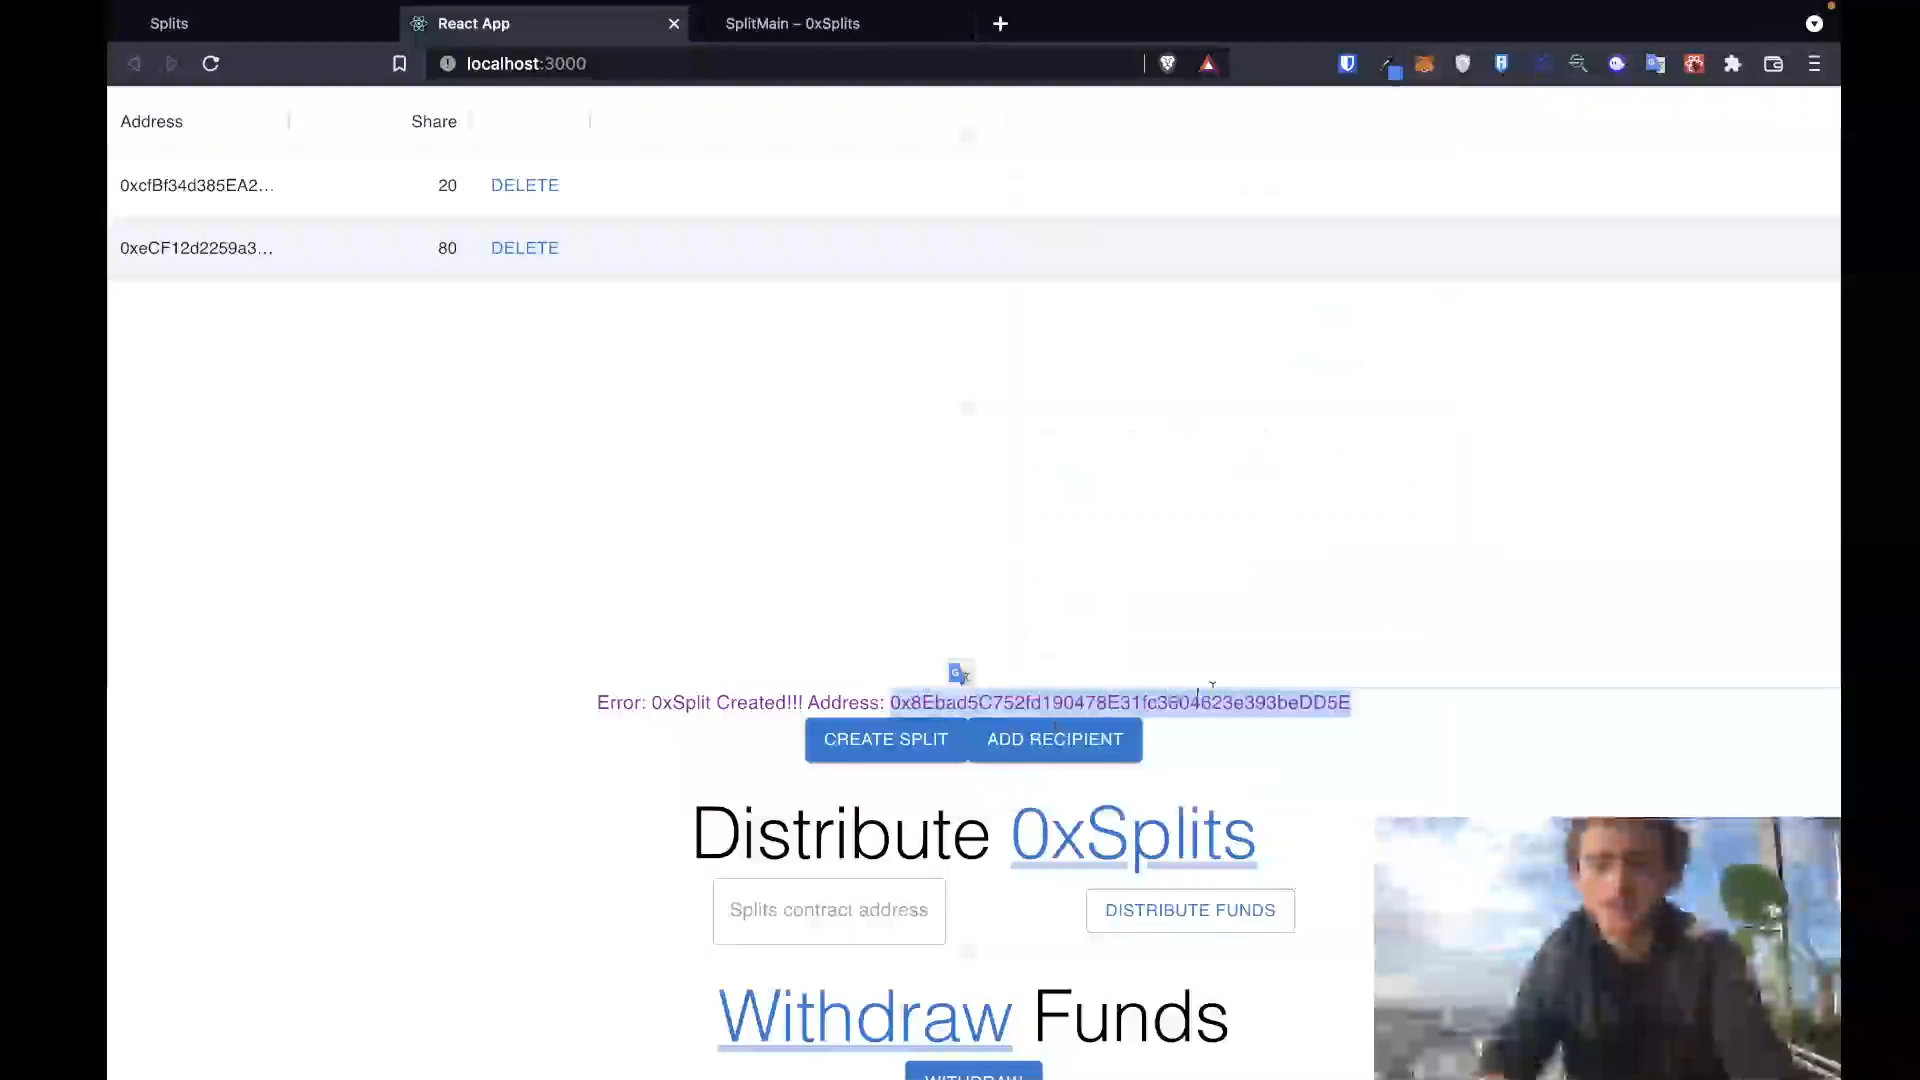 Splits
React App
SplitMain – 0xSplits
localhost:3000
Address Share
0xcfBf34d385EA2... 20 DELETE
0xeCF12d2259a3... 80 DELETE
Error: 0xSplit Created!!! Address: 0x8Ebad5C752fd190478E31fc3604623e393beDD5E
CREATE SPLIT ADD RECIPIENT
Distribute 0xSplits
Splits contract address DISTRIBUTE FUNDS
Withdraw Funds
WITHDRAW